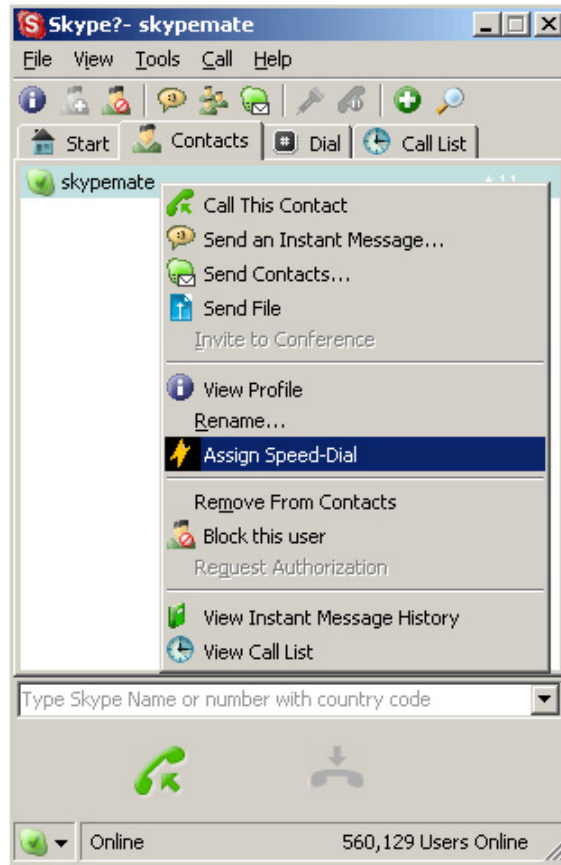 Skype?- skypemate
File View Tools Call Help
Start Contacts Dial Call List
skypemate
Call This Contact
Send an Instant Message...
Send Contacts...
Send File
Invite to Conference
View Profile
Rename...
Assign Speed-Dial
Remove From Contacts
Block this user
Request Authorization
View Instant Message History
View Call List
Type Skype Name or number with country code
Online 560,129 Users Online